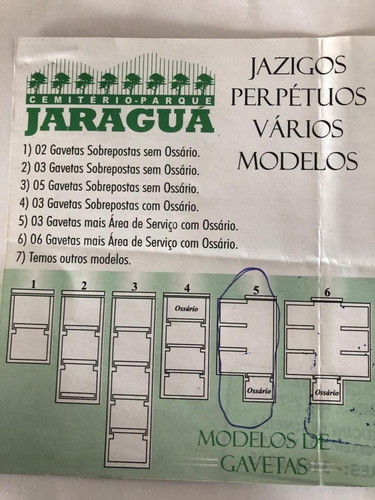 CEMITÉRIO-PARQUE
JARAGUÁ
JAZIGOS
PERPÉTUOS
VÁRIOS
MODELOS
1) 02 Gavetas Sobrepostas sem Ossário.
2) 03 Gavetas Sobrepostas sem Ossário.
3) 05 Gavetas Sobrepostas sem Ossário.
4) 03 Gavetas Sobrepostas com Ossário.
5) 03 Gavetas mais Área de Serviço com Ossário.
6) 06 Gavetas mais Área de Serviço com Ossário.
7) Temos outros modelos.
1 2 3 4 5 6
Ossário
Ossário Ossário
MODELOS DE
GAVETAS